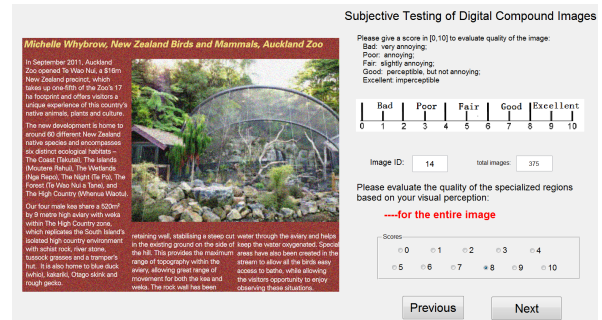 Subjective Testing of Digital Compound Images
Michelle Whybrow, New Zealand Birds and Mammals, Auckland Zoo
In September 2011, Auckland
Zoo opened Te Wao Nui, a $16m
New Zealand precinct, which
takes up one-fifth of the Zoo's 17
ha footprint and offers visitors a
unique experience of this country's
native animals, plants and culture.
The new development is home to
around 60 different New Zealand
native species and encompasses
six distinct ecological habitats –
The Coast (Takutai), The Islands
(Moutere Rahui), The Wetlands
(Nga Repo), The Night (Te Po), The
Forest (Te Wao Nui a Tane), and
The High Country (Whenua Waotu).
Our four male kea share a 520m²
by 9 metre high aviary with weka
within The High Country zone,
which replicates the South Island's
isolated high country environment
with schist rock, river stone,
tussock grasses and a tramper's
hut. It is also home to blue duck
(whio), kakariki, Otago skink and
rough gecko.
retaining wall, stabilising a steep cut
in the existing ground on the side of
the hill. This provides the maximum
range of topography within the
aviary, allowing great range of
movement for both the kea and
weka. The rock wall has been
water through the aviary and helps
keep the water oxygenated. Special
areas have also been created in the
stream to allow all the birds easy
access to bathe, while allowing
the visitors opportunity to enjoy
observing these situations.
Please give a score in [0,10] to evaluate quality of the image:
Bad: very annoying;
Poor: annoying;
Fair: slightly annoying;
Good: perceptible, but not annoying;
Excellent: imperceptible
Bad Poor Fair Good Excellent
0 1 2 3 4 5 6 7 8 9 10
Image ID: 14 total images: 375
Please evaluate the quality of the specialized regions
based on your visual perception:
----for the entire image
Scores
0 1 2 3 4
5 6 7 8 9 10
Previous Next